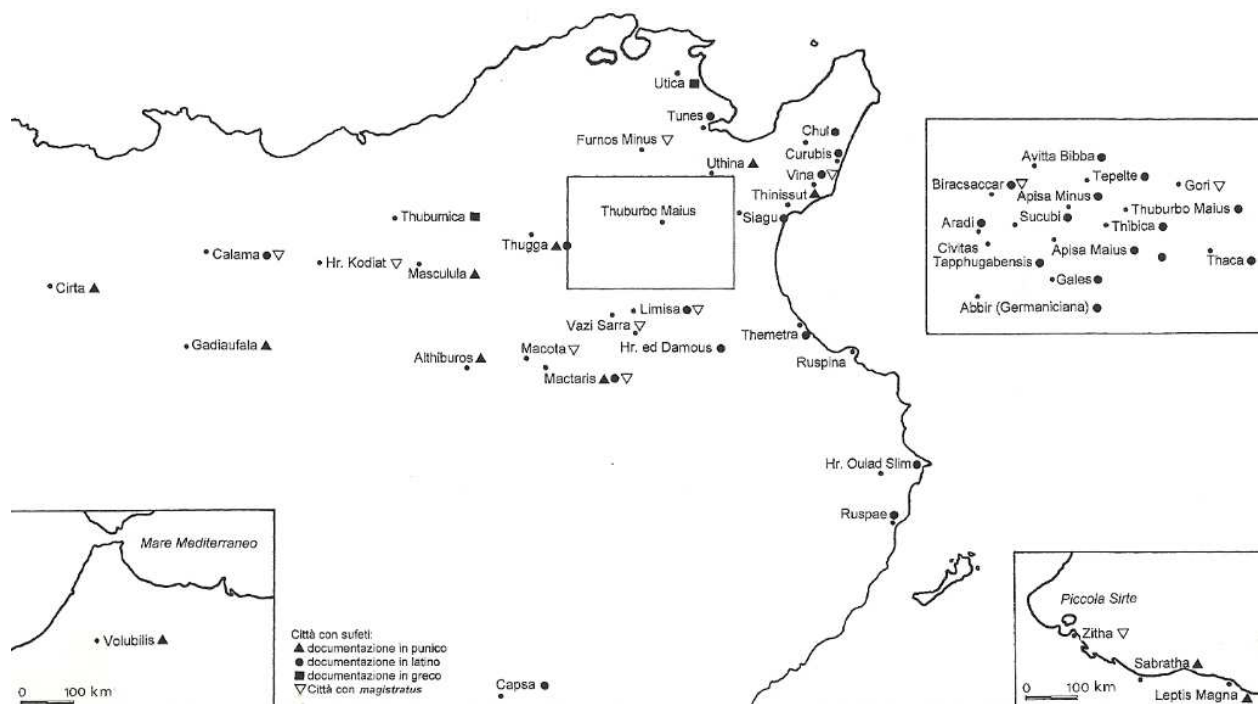 Utica
Tunes
Furnos Minus
Chul
Curubis
Uthina
Vina
Thinissut
Thuburnica
Thuburbo Maius
Siagu
Thugga
Calama
Hr. Kodiat
Masculula
Cirta
Limisa
Vazi Sarra
Themetra
Gadiaufala
Althiburos
Macota
Hr. ed Damous
Ruspina
Mactaris
Hr. Oulad Slim
Ruspae
Capsa
Avitta Bibba
Biracsaccar
Tepelte
Gori
Apisa Minus
Thuburbo Maius
Aradi
Sucubi
Thibica
Civitas
Tapphugabensis
Apisa Maius
Thaca
Gales
Abbir (Germaniciana)
Mare Mediterraneo
Volubilis
100 km
Città con sufeti:
documentazione in punico
documentazione in latino
documentazione in greco
Città con magistratus
Piccola Sirte
Zitha
Sabratha
100 km
Leptis Magna